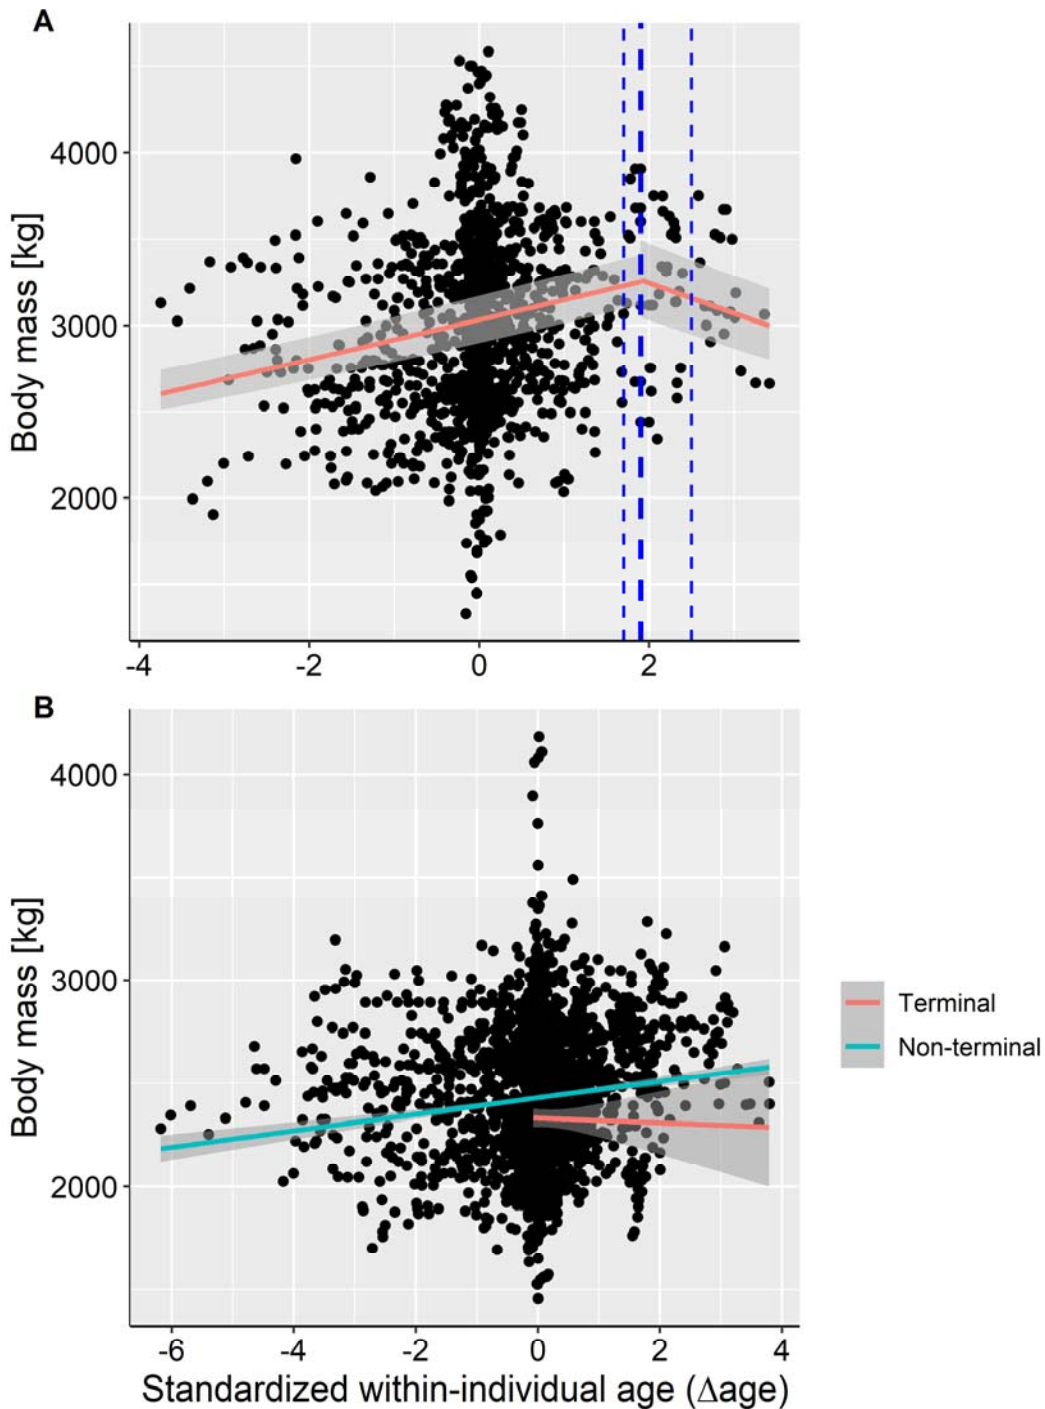 A
Body mass [kg]
4000
3000
2000
-4
-2
0
2
B
Body mass [kg]
4000
3000
2000
-6
-4
-2
0
2
4
Standardized within-individual age (Δage)
Terminal
Non-terminal